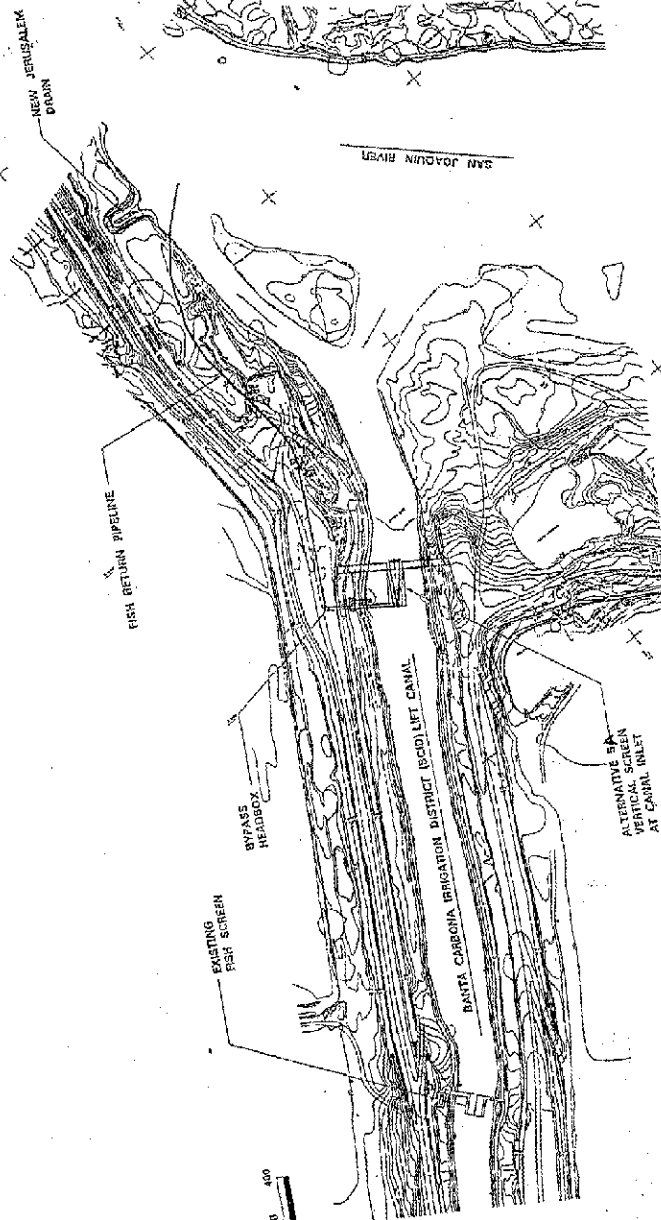 NEW JERUSALEM
DRAIN
SAN JOAQUIN RIVER
FISH RETURN PIPELINE
BYPASS
HEADBOX
EXISTING
FISH SCREEN
BANTA CARBONA IRRIGATION DISTRICT (BCID) LIFT CANAL
ALTERNATIVE 5A
VERTICAL SCREEN
AT CANAL INLET
400